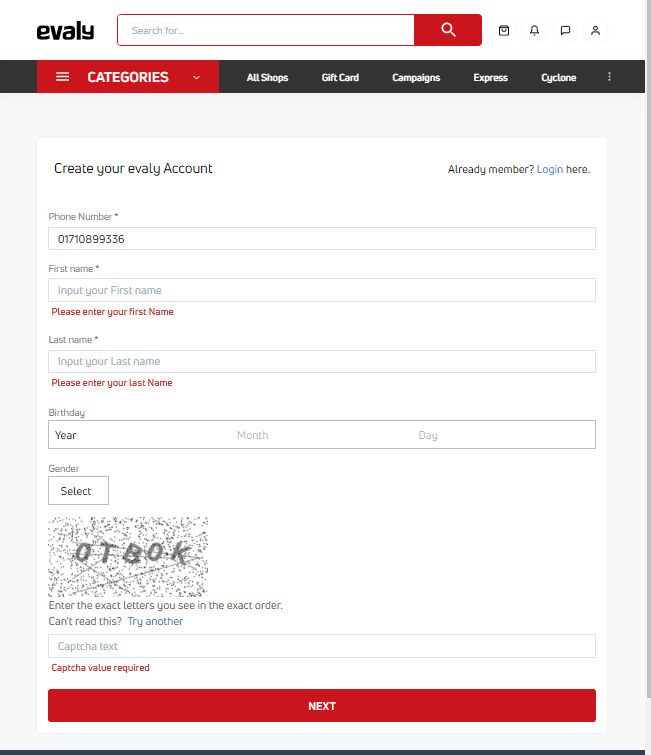 evaly
Search for...
CATEGORIES
All Shops Gift Card Campaigns Express Cyclone
Create your evaly Account
Already member? Login here.
Phone Number *
01710899336
First name *
Input your First name
Please enter your first Name
Last name *
Input your Last name
Please enter your last Name
Birthday
Year Month Day
Gender
Select
Enter the exact letters you see in the exact order.
Can't read this? Try another
Captcha text
Captcha value required
NEXT